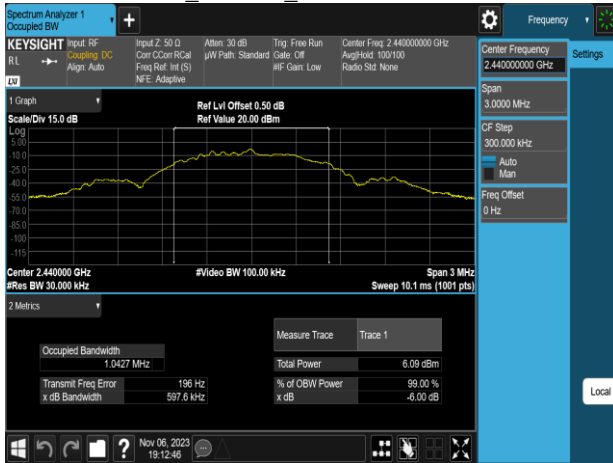 Spectrum Analyzer 1
Occupied BW
Frequency
KEYSIGHT Input: RF
RL Coupling: DC
Align: Auto
LXI
Input Z: 50 Ω
Corr CCorr RCal
Freq Ref: Int (S)
NFE: Adaptive
Atten: 30 dB
µW Path: Standard
Trig: Free Run
Gate: Off
#IF Gain: Low
Center Freq: 2.440000000 GHz
Avg|Hold: 100/100
Radio Std: None
Center Frequency
2.440000000 GHz
Settings
Span
3.0000 MHz
CF Step
300.000 kHz
Auto
Man
Freq Offset
0 Hz
Local
1 Graph
Scale/Div 15.0 dB
Ref Lvl Offset 0.50 dB
Ref Value 20.00 dBm
Log
5.00
-10.0
-25.0
-40.0
-55.0
-70.0
-85.0
-100
-115
Center 2.440000 GHz
#Res BW 30.000 kHz
#Video BW 100.00 kHz
Span 3 MHz
Sweep 10.1 ms (1001 pts)
2 Metrics
Measure Trace Trace 1
Occupied Bandwidth
1.0427 MHz
Total Power 6.09 dBm
Transmit Freq Error 196 Hz
% of OBW Power 99.00 %
x dB Bandwidth 597.6 kHz
x dB -6.00 dB
Nov 06, 2023
19:12:46